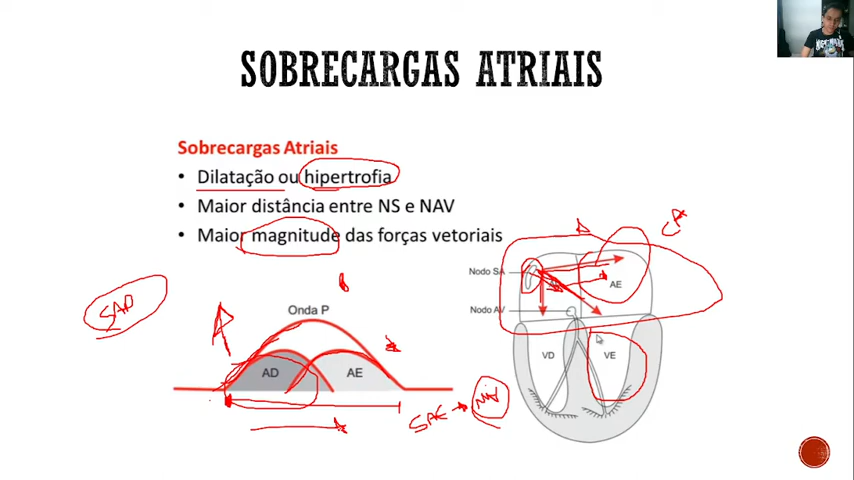 SOBRECARGAS ATRIAIS
Sobrecargas Atriais
• Dilatação ou hipertrofia
• Maior distância entre NS e NAV
• Maior magnitude das forças vetoriais
Nodo SA
AE
SAD
Onda P
Nodo AV
P
VD
VE
AD
AE
SAE